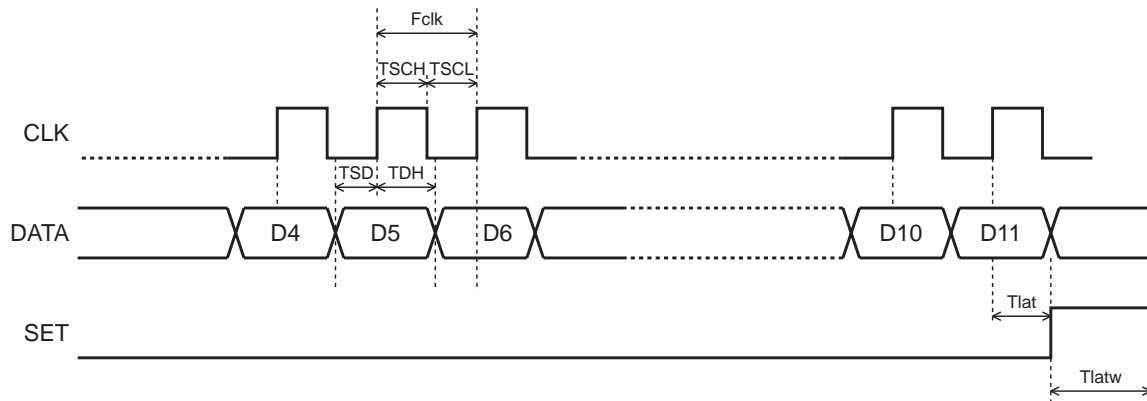 Fclk
TSCH TSCL
CLK
TSD TDH
DATA D4 D5 D6 D10 D11
Tlat
SET
Tlatw